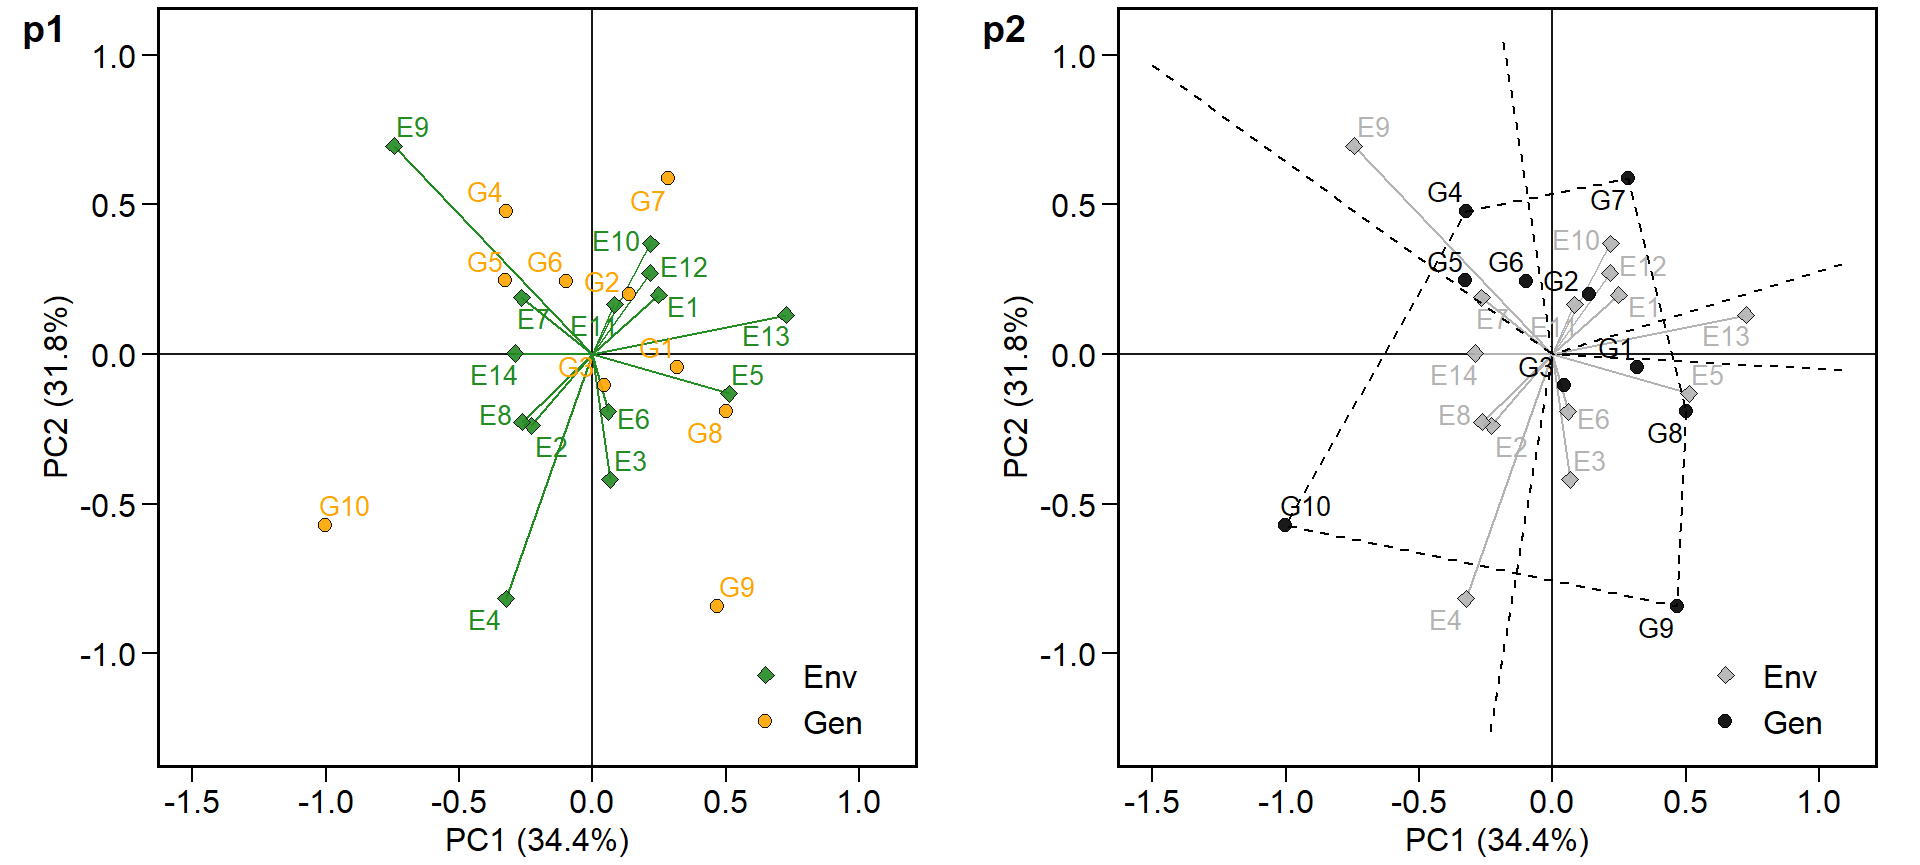 p1
1.0
0.5
0.0
-0.5
-1.0
PC2 (31.8%)
E9
G4
G7
E10
G5
G6
E12
G2
E7
E11
E1
E13
G1
G3
E14
E5
E8
E6
G8
E2
E3
G10
G9
E4
Env
Gen
-1.5 -1.0 -0.5 0.0 0.5 1.0
PC1 (34.4%)
p2
1.0
0.5
0.0
-0.5
-1.0
PC2 (31.8%)
E9
G4
G7
E10
G5
G6
E12
G2
E7
E11
E1
E13
G1
G3
E14
E5
E8
E6
G8
E2
E3
G10
G9
E4
Env
Gen
-1.5 -1.0 -0.5 0.0 0.5 1.0
PC1 (34.4%)